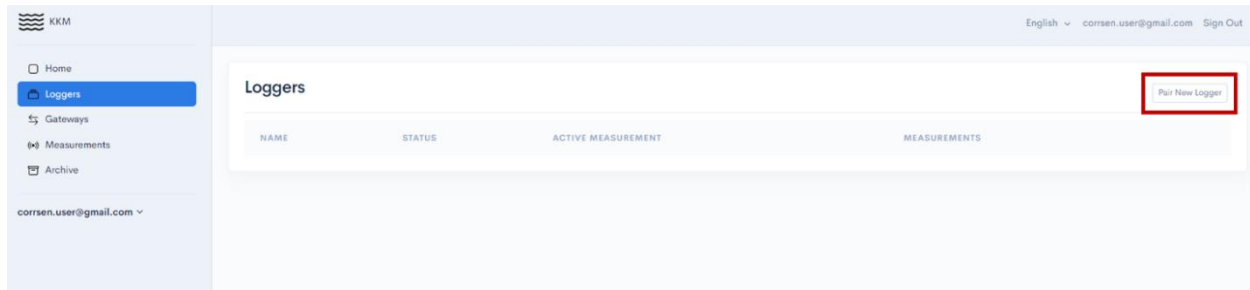 KKM
English corrsen.user@gmail.com Sign Out
Home
Loggers
Gateways
Measurements
Archive
corrsen.user@gmail.com
Loggers
Pair New Logger
NAME STATUS ACTIVE MEASUREMENT MEASUREMENTS